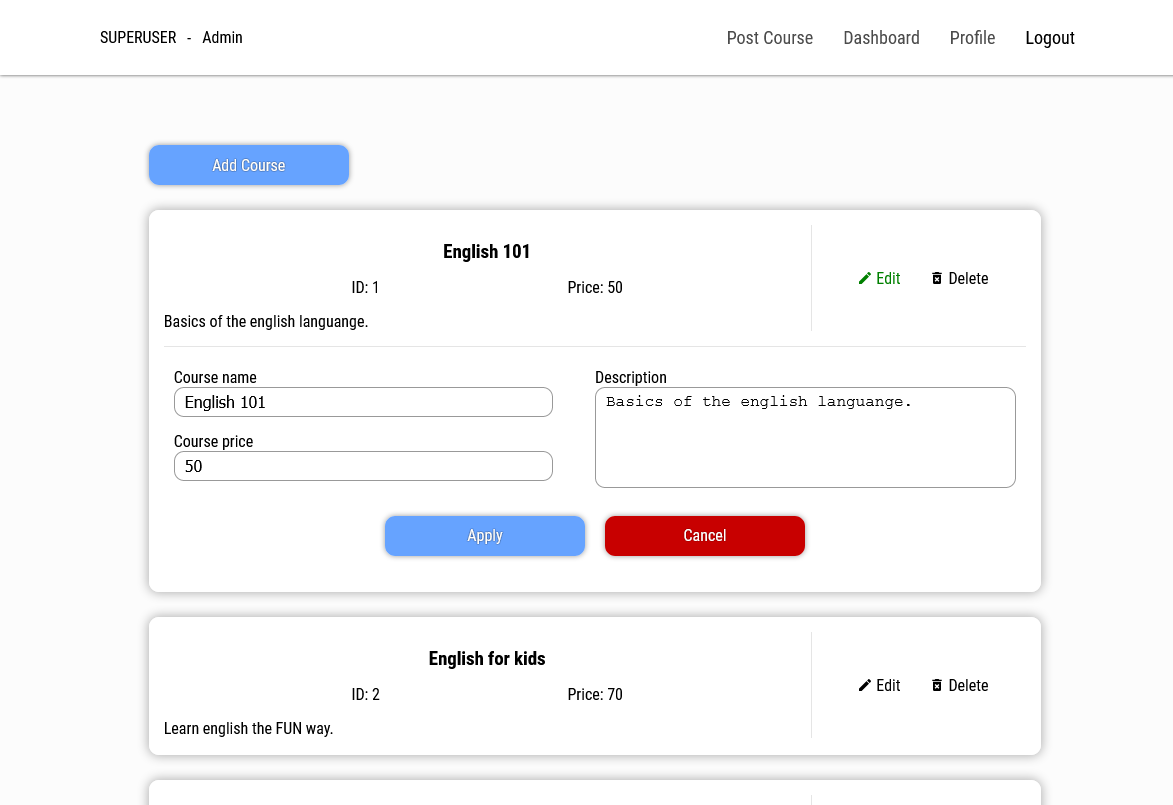 SUPERUSER - Admin
Post Course Dashboard Profile Logout
Add Course
English 101
ID: 1 Price: 50
Edit Delete
Basics of the english languange.
Course name
English 101
Course price
50
Description
Basics of the english languange.
Apply Cancel
English for kids
ID: 2 Price: 70
Edit Delete
Learn english the FUN way.